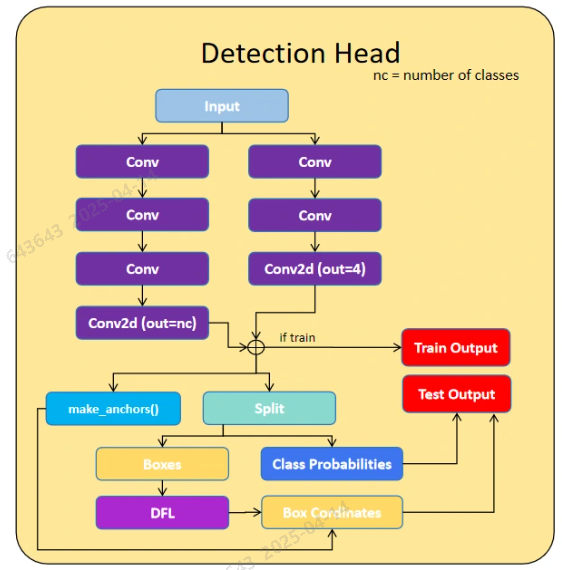 Detection Head
nc = number of classes
Input
Conv
Conv
Conv
Conv
Conv
Conv2d (out=4)
Conv2d (out=nc)
if train
Train Output
Test Output
make_anchors()
Split
Boxes
Class Probabilities
DFL
Box Cordinates
643643 2025-04-14
643 2025-04-14